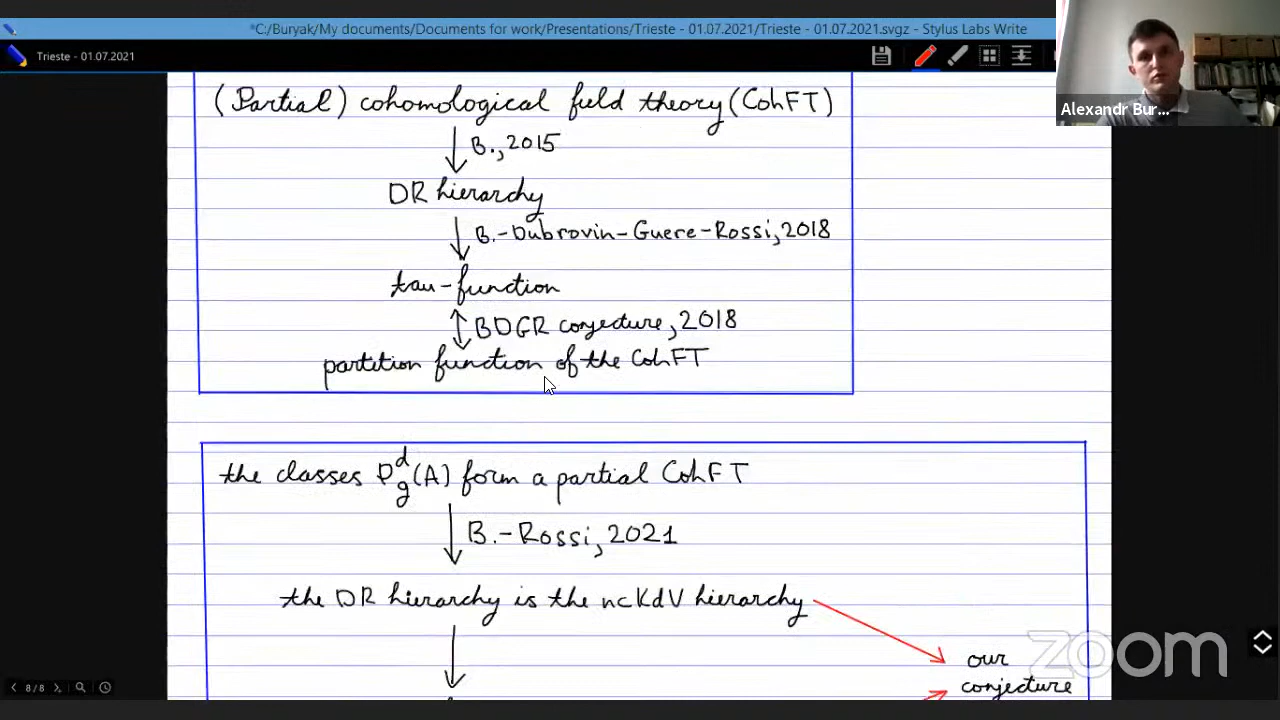 *C:/Buryak/My documents/Documents for work/Presentations/Trieste - 01.07.2021/Trieste - 01.07.2021.svgz - Stylus Labs Write
Trieste - 01.07.2021
Alexandr Bur...
(Partial) cohomological field theory (CohFT)
B., 2015
DR hierarchy
B.-Dubrovin-Guere-Rossi, 2018
tau-function
BDGR conjecture, 2018
partition function of the CohFT
the classes P_g^d(A) form a partial CohFT
B.-Rossi, 2021
the DR hierarchy is the ncKdV hierarchy
our
conjecture
zoom
8/8